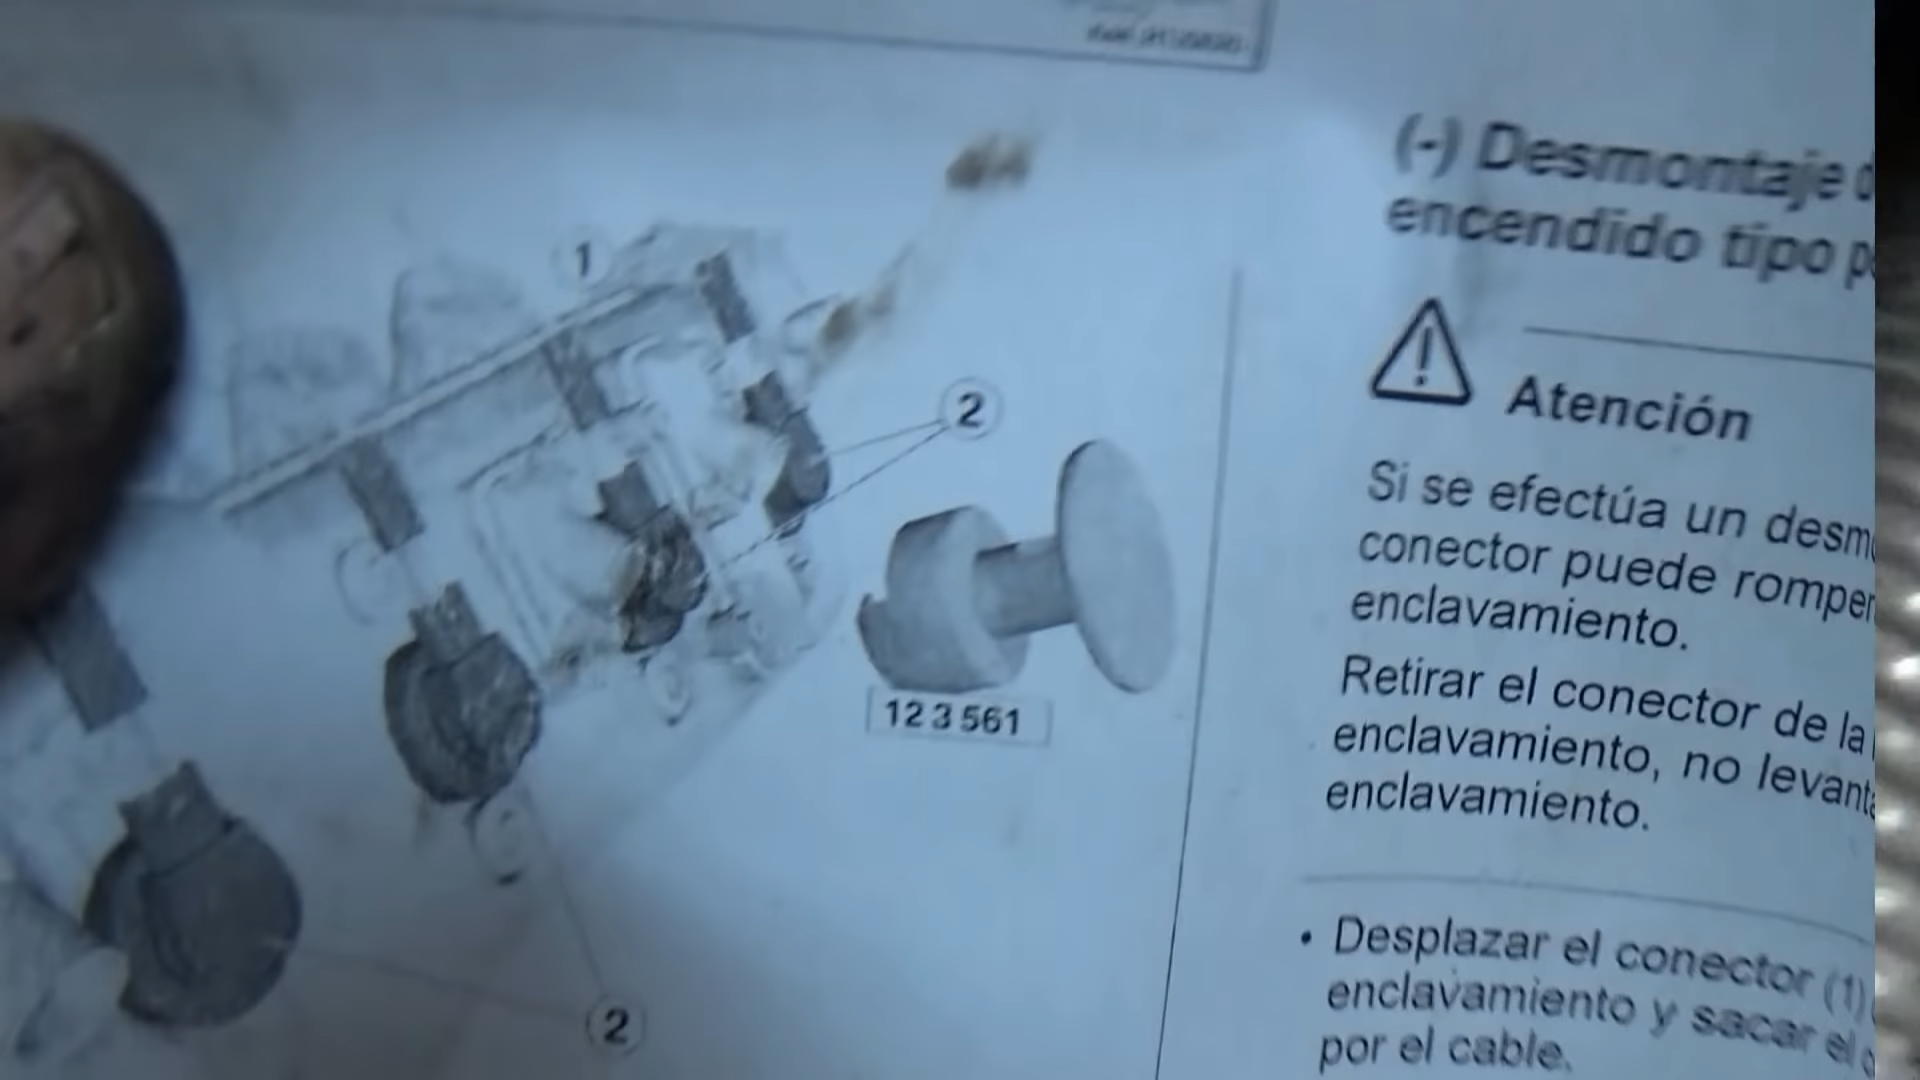 1
2
12 3 561
2
(-) Desmontaje
encendido tipo
Atención
Si se efectúa un
conector puede
enclavamiento.
Retirar el conector de la
enclavamiento, no
enclavamiento.
• Desplazar el conector (1)
enclavamiento y sacar el
por el cable.